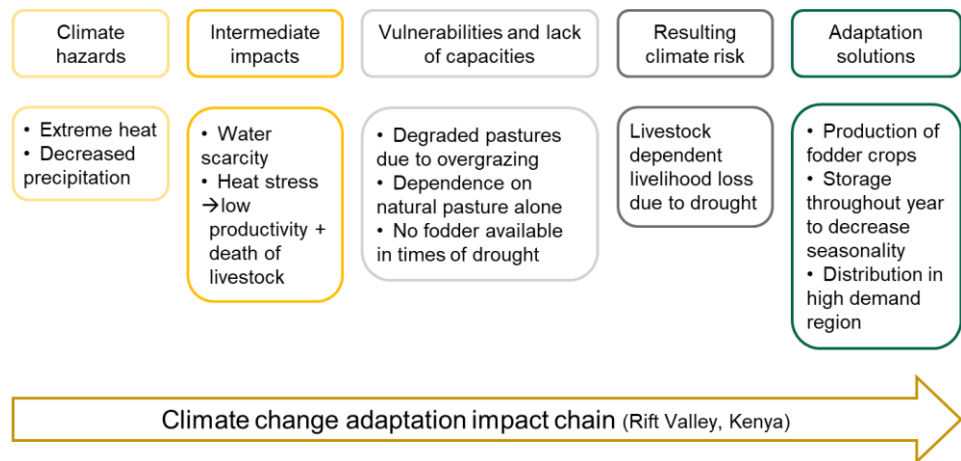 Climate
hazards
Intermediate
impacts
Vulnerabilities and lack
of capacities
Resulting
climate risk
Adaptation
solutions
• Extreme heat
• Decreased
precipitation
• Water
scarcity
• Heat stress
→low
productivity +
death of
livestock
• Degraded pastures
due to overgrazing
• Dependence on
natural pasture alone
• No fodder available
in times of drought
Livestock
dependent
livelihood loss
due to drought
• Production of
fodder crops
• Storage
throughout year
to decrease
seasonality
• Distribution in
high demand
region
Climate change adaptation impact chain (Rift Valley, Kenya)